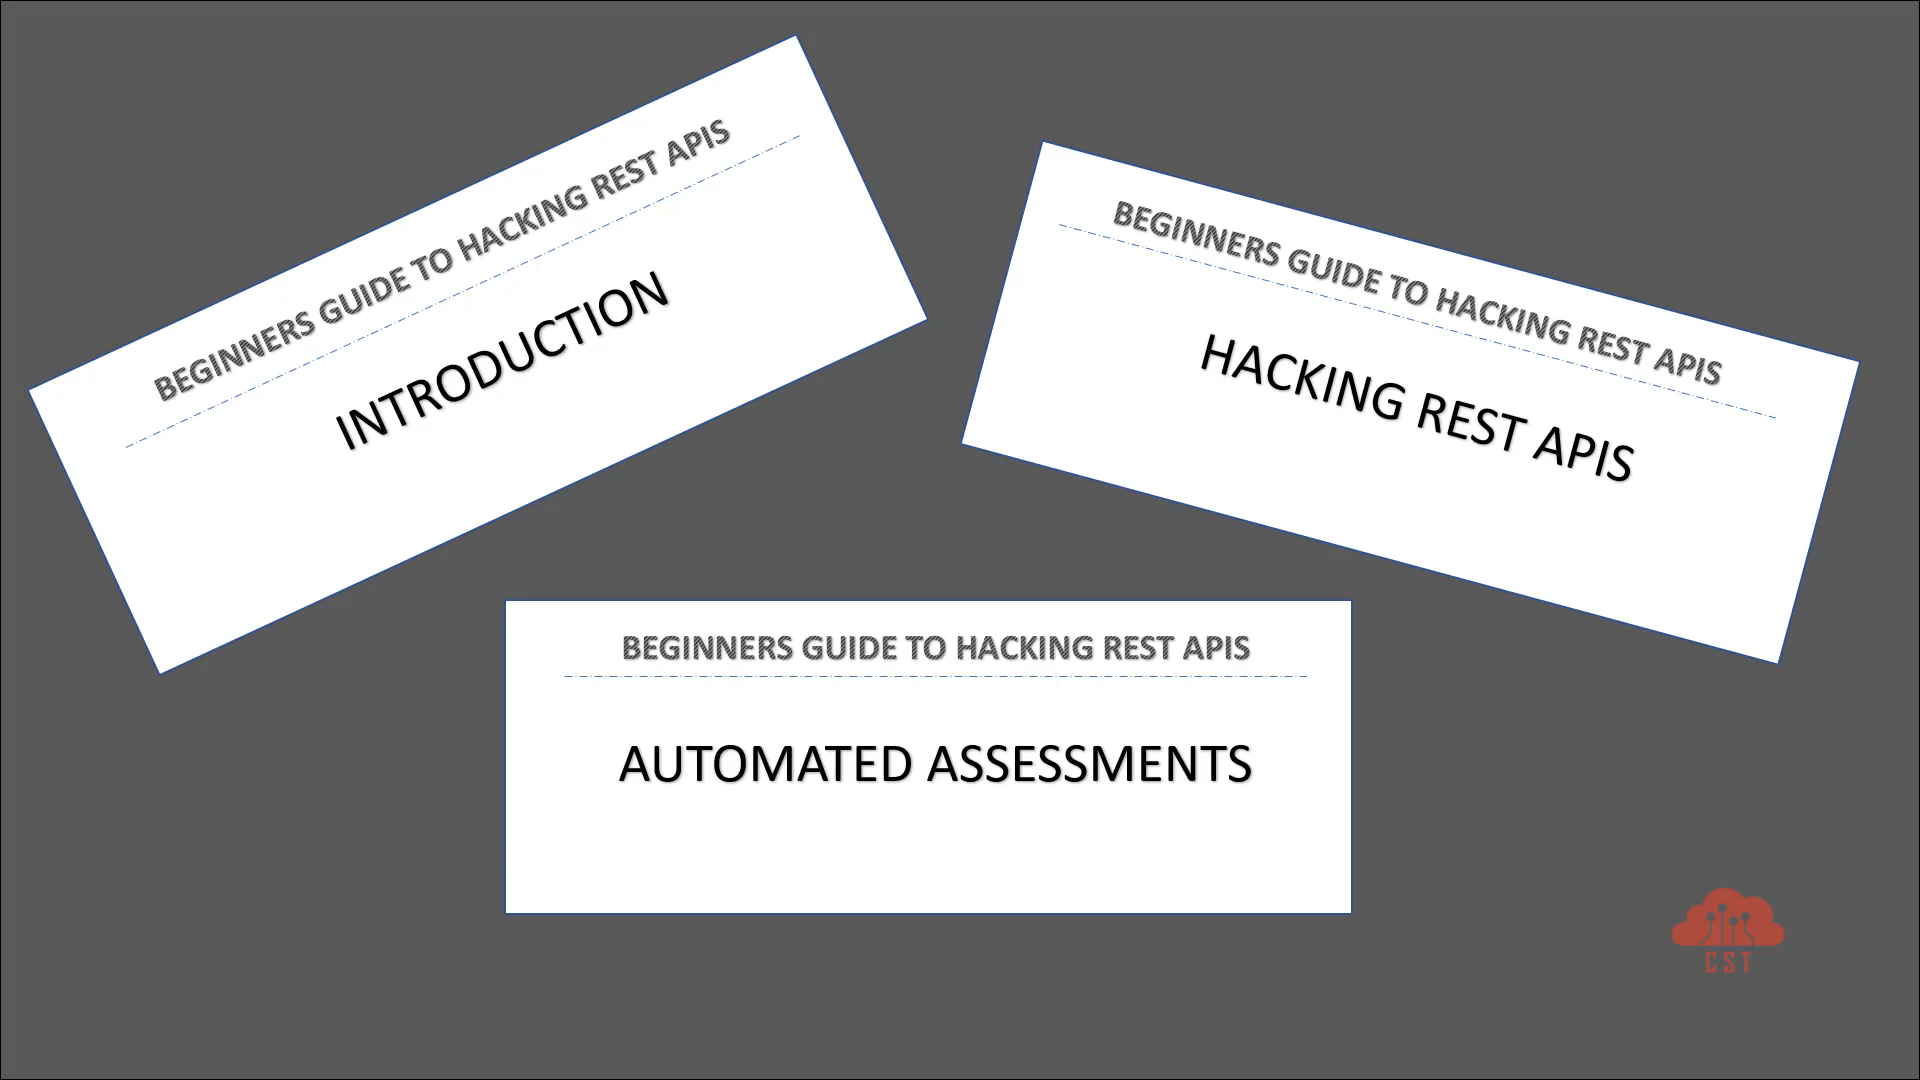 BEGINNERS GUIDE TO HACKING REST APIS
INTRODUCTION
BEGINNERS GUIDE TO HACKING REST APIS
HACKING REST APIS
BEGINNERS GUIDE TO HACKING REST APIS
AUTOMATED ASSESSMENTS
CST